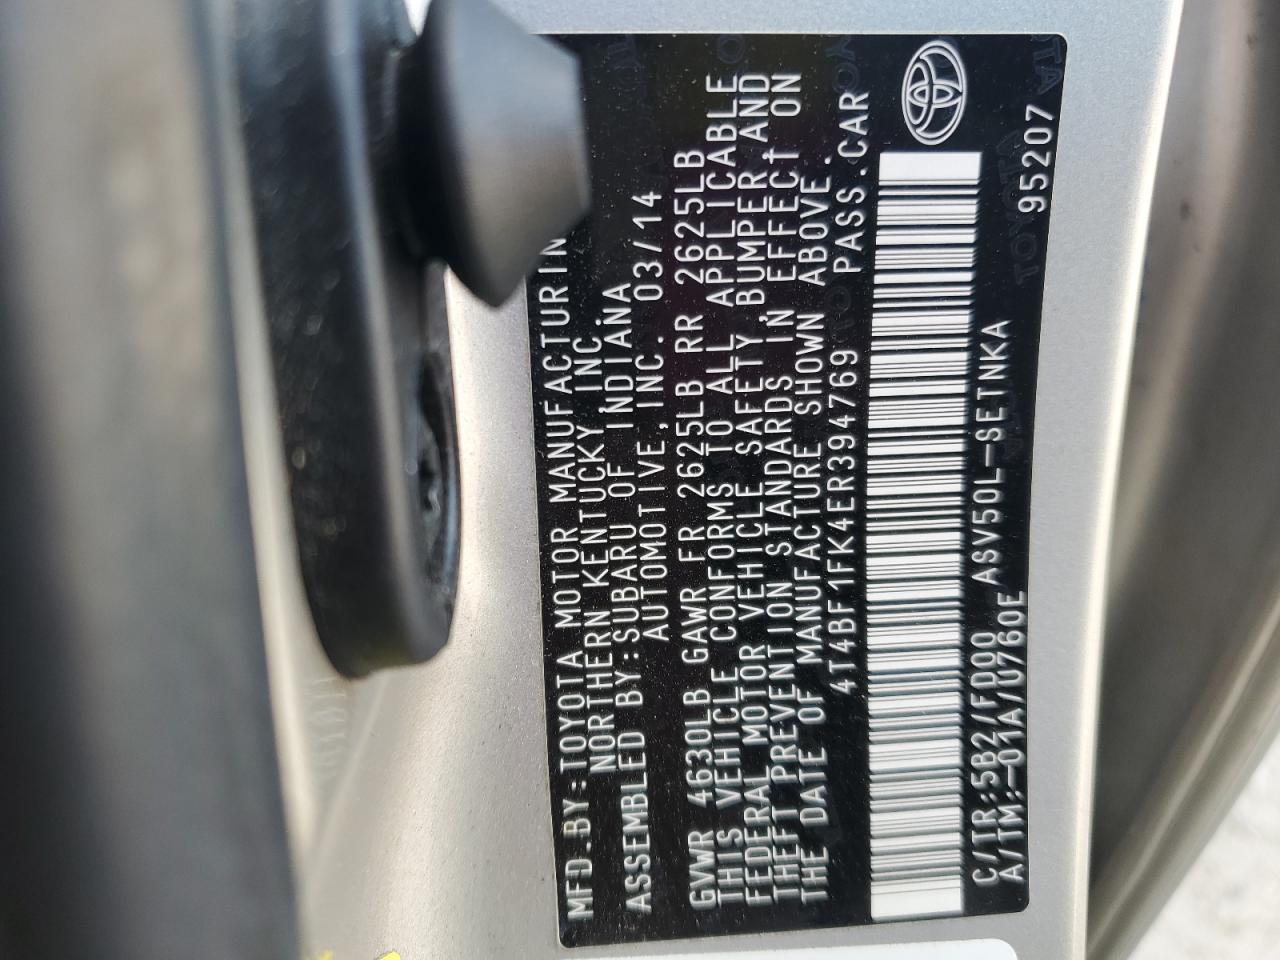 MFD.BY:TOYOTA MOTOR MANUFACTURIN
NORTHERN KENTUCKY INC.
ASSEMBLED BY:SUBARU OF INDIANA
AUTOMOTIVE,INC. 03/14
GVWR 4630LB GAWR FR 2625LB RR 2625LB
THIS VEHICLE CONFORMS TO ALL APPLICABLE
FEDERAL MOTOR VEHICLE SAFETY, BUMPER, AND
THEFT PREVENTION STANDARDS IN EFFECT ON
THE DATE OF MANUFACTURE SHOWN ABOVE.
4T4BF1FK4ER394769 PASS.CAR
C/TR:5B2/FD00 ASV50L-SETNKA
A/TM:-01A/U760E 95207